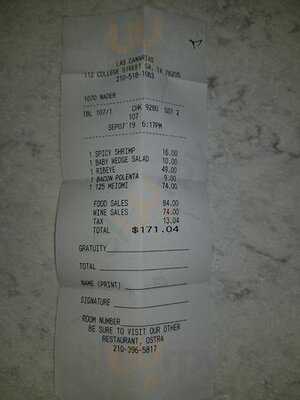 LAS CANARIAS
112 COLLEGE STREET SA, TX 78205
210-518-1063
1070 NADER
TBL 107/1 CHK 9280 GST 2
107
SEP07'19 6:17PM
1 SPICY SHRIMP 16.00
1 BABY WEDGE SALAD 10.00
1 RIBEYE 49.00
1 BACON POLENTA 9.00
1 125 MEIOMI 74.00
FOOD SALES 84.00
WINE SALES 74.00
TAX 13.04
TOTAL $171.04
GRATUITY
TOTAL
NAME (PRINT)
SIGNATURE
ROOM NUMBER
BE SURE TO VISIT OUR OTHER
RESTAURANT, OSTRA
210-396-5817